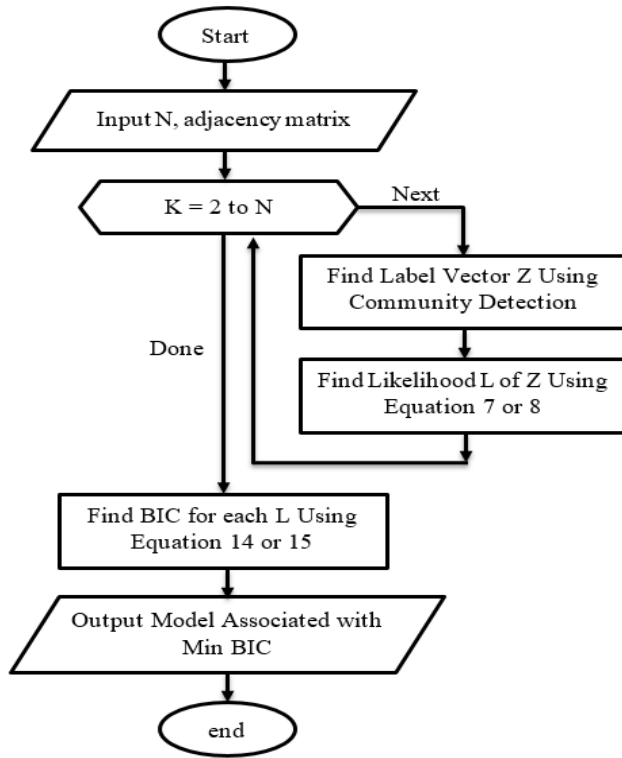 Start
Input N, adjacency matrix
K = 2 to N
Next
Find Label Vector Z Using
Community Detection
Find Likelihood L of Z Using
Equation 7 or 8
Done
Find BIC for each L Using
Equation 14 or 15
Output Model Associated with
Min BIC
end